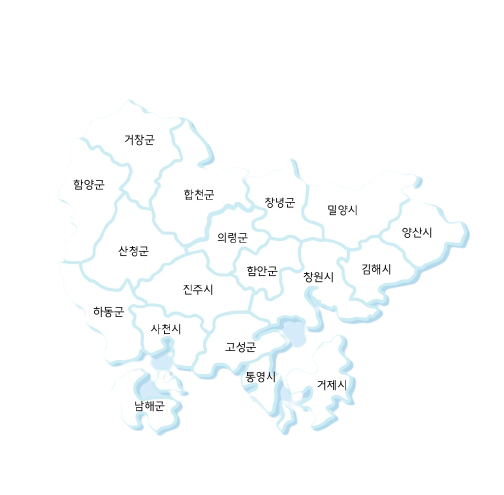 거창군
함양군
합천군
창녕군
밀양시
양산시
의령군
산청군
함안군
김해시
창원시
진주시
하동군
사천시
고성군
통영시
거제시
남해군